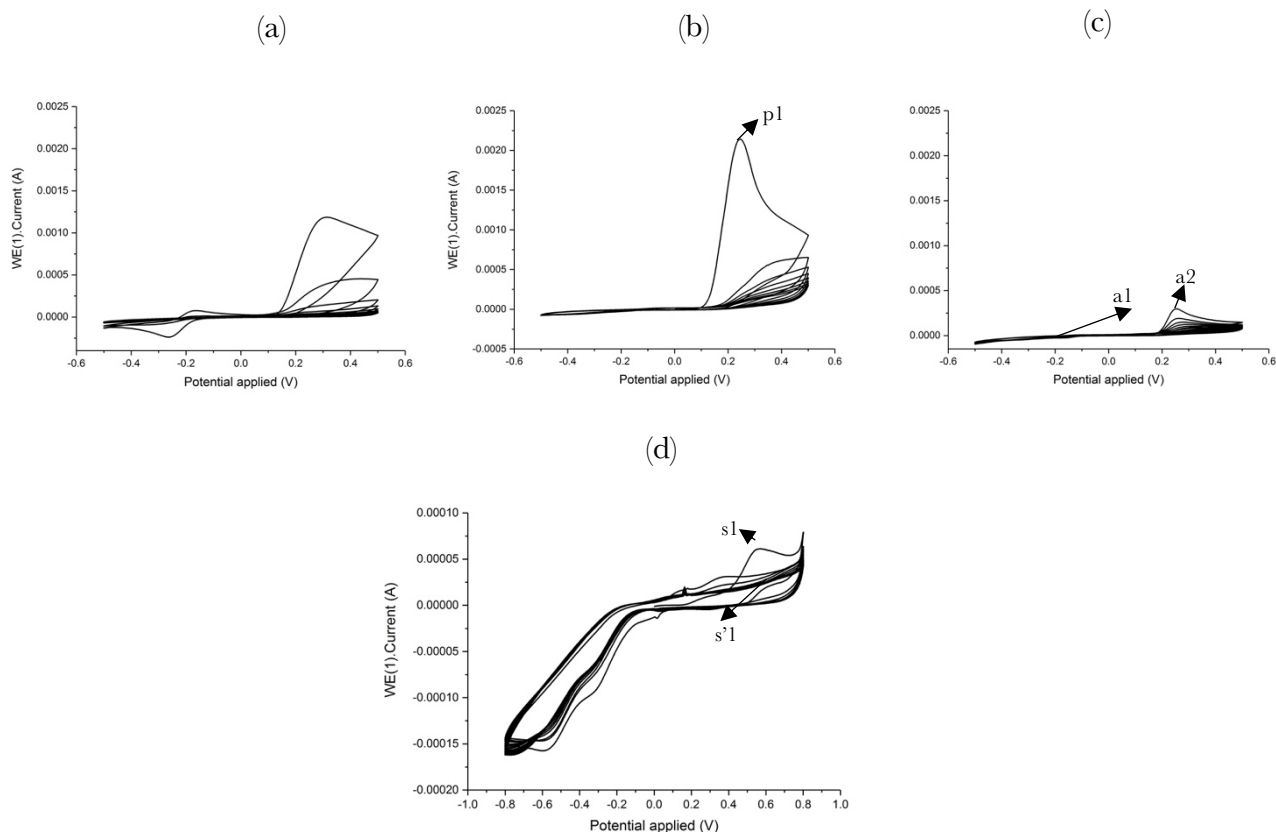 (a)
(b)
(c)
0.0025
0.0020
0.0015
0.0010
0.0005
0.0000
-0.0005
WE(1).Current (A)
-0.6 -0.4 -0.2 0.0 0.2 0.4 0.6
Potential applied (V)
p1
0.0025
0.0020
0.0015
0.0010
0.0005
0.0000
-0.0005
WE(1).Current (A)
-0.6 -0.4 -0.2 0.0 0.2 0.4 0.6
Potential applied (V)
a1
a2
0.0025
0.0020
0.0015
0.0010
0.0005
0.0000
-0.0005
WE(1).Current (A)
-0.6 -0.4 -0.2 0.0 0.2 0.4 0.6
Potential applied (V)
(d)
s1
s'1
0.00010
0.00005
0.00000
-0.00005
-0.00010
-0.00015
-0.00020
WE(1).Current (A)
-1.0 -0.8 -0.6 -0.4 -0.2 0.0 0.2 0.4 0.6 0.8 1.0
Potential applied (V)